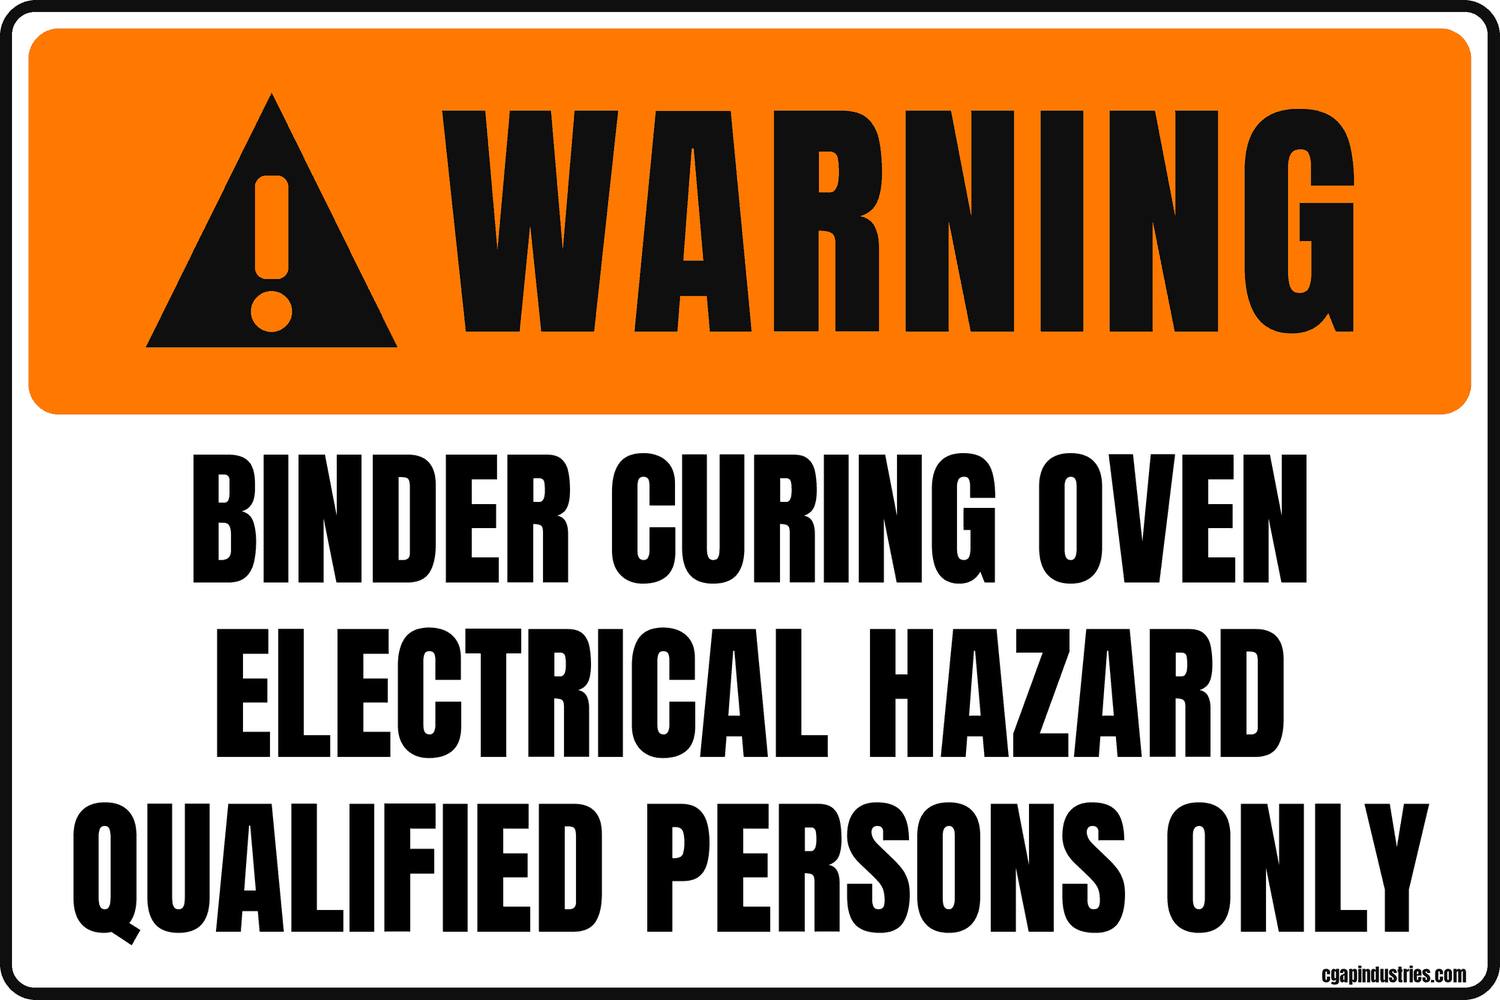 WARNING
BINDER CURING OVEN
ELECTRICAL HAZARD
QUALIFIED PERSONS ONLY
cgapindustries.com